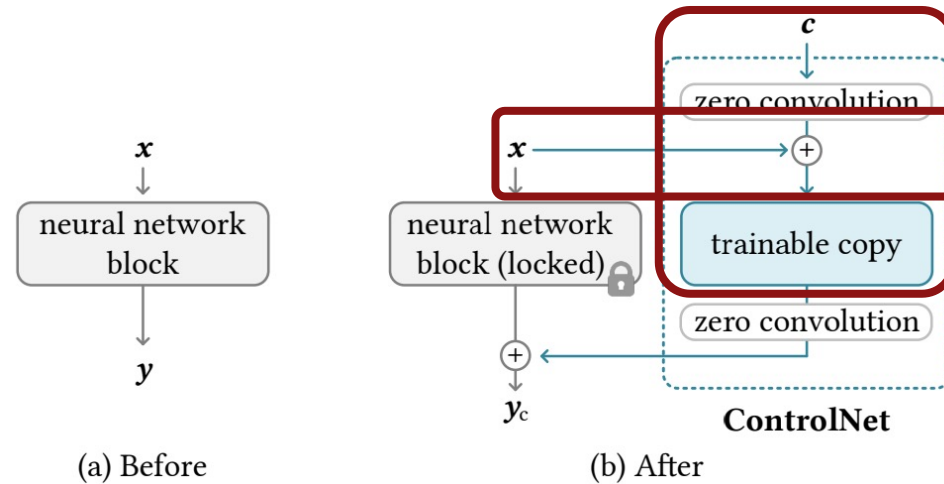 x
neural network
block
y
(a) Before
c
zero convolution
x
+
neural network
block (locked)
trainable copy
zero convolution
+
yc
ControlNet
(b) After